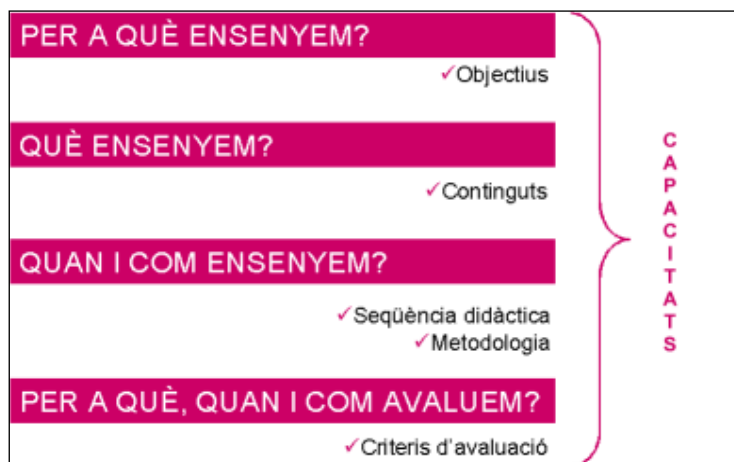 PER A QUÈ ENSENYEM?
✓Objectius
QUÈ ENSENYEM?
✓Continguts
QUAN I COM ENSENYEM?
✓Seqüència didàctica
✓Metodologia
PER A QUÈ, QUAN I COM AVALUEM?
✓Criteris d'avaluació
CAPACITATS